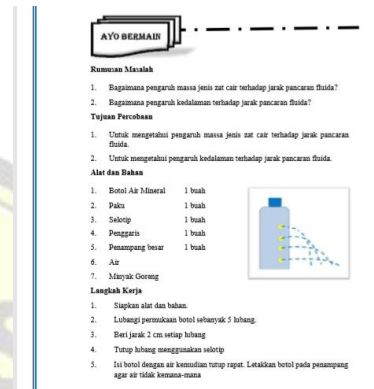 AYO BERMAIN
Rumusan Masalah
1. Bagaimana pengaruh massa jenis zat cair terhadap jarak pancaran fluida?
2. Bagaimana pengaruh kedalaman terhadap jarak pancaran fluida?
Tujuan Percobaan
1. Untuk mengetahui pengaruh massa jenis zat cair terhadap jarak pancaran
fluida.
2. Untuk mengetahui pengaruh kedalaman terhadap jarak pancaran fluida.
Alat dan Bahan
1. Botol Air Mineral 1 buah
2. Paku 1 buah
3. Selotip 1 buah
4. Penggaris 1 buah
5. Penampang besar 1 buah
6. Air
7. Minyak Goreng
Langkah Kerja
1. Siapkan alat dan bahan.
2. Lubangi permukaan botol sebanyak 5 lubang.
3. Beri jarak 2 cm setiap lubang
4. Tutup lubang menggunakan selotip
5. Isi botol dengan air kemudian tutup rapat. Letakkan botol pada penampang
agar air tidak kemana-mana